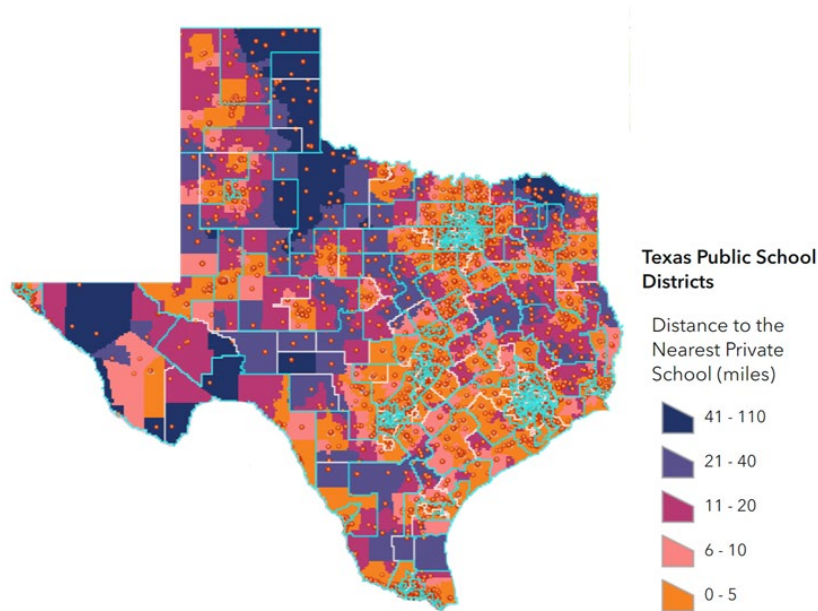 Texas Public School
Districts
Distance to the
Nearest Private
School (miles)
41 - 110
21 - 40
11 - 20
6 - 10
0 - 5